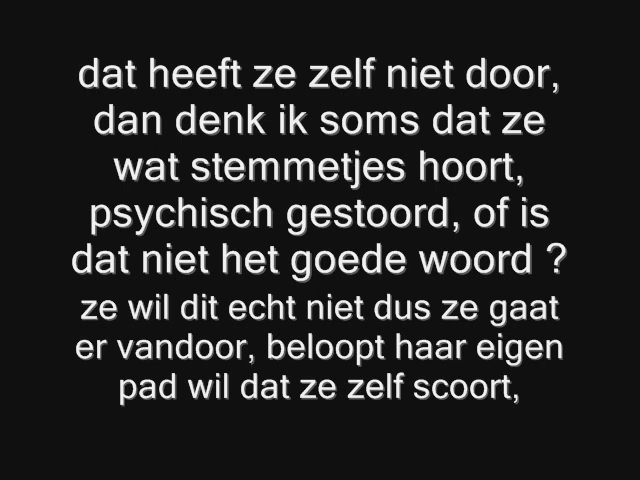 dat heeft ze zelf niet door,
dan denk ik soms dat ze
wat stemmetjes hoort,
psychisch gestoord, of is
dat niet het goede woord ?
ze wil dit echt niet dus ze gaat
er vandoor, beloopt haar eigen
pad wil dat ze zelf scoort,